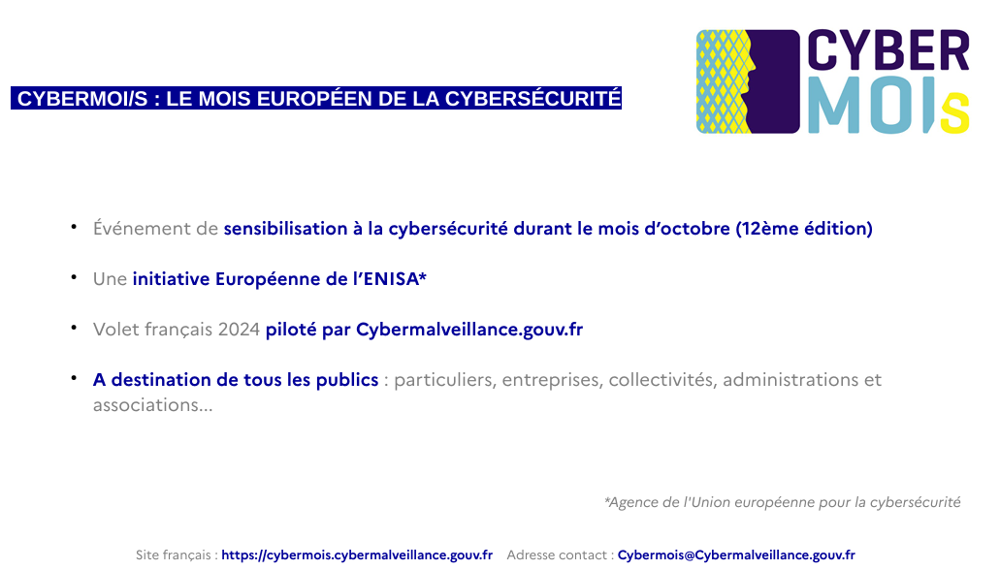 CYBER
MOIs
CYBERMOI/S : LE MOIS EUROPÉEN DE LA CYBERSÉCURITÉ
• Événement de sensibilisation à la cybersécurité durant le mois d’octobre (12ème édition)
• Une initiative Européenne de l’ENISA*
• Volet français 2024 piloté par Cybermalveillance.gouv.fr
• A destination de tous les publics : particuliers, entreprises, collectivités, administrations et
associations...
*Agence de l'Union européenne pour la cybersécurité
Site français : https://cybermois.cybermalveillance.gouv.fr Adresse contact : Cybermois@Cybermalveillance.gouv.fr